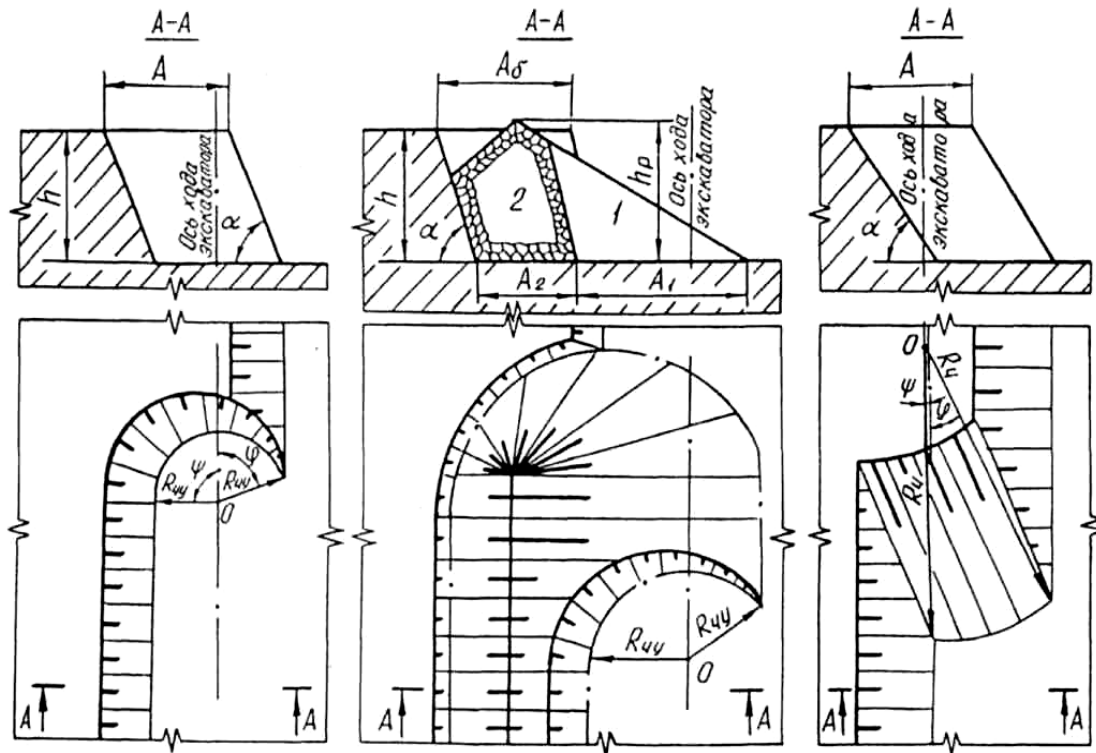 А-А
А
h
α
Ось хода
экскаватора
ψ
φ
Rчу
Rчу
О
А
А
А-А
Аб
h
hр
α
2
1
Ось хода
экскаватора
А2
А1
Rчу
Rчу
О
А
А
А-А
А
α
Ось хода
экскаватора
О
Rч
ψ
φ
Rч
А
А